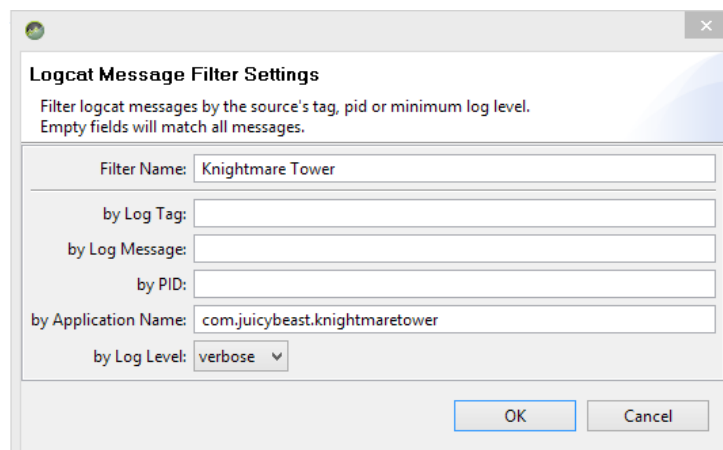 Logcat Message Filter Settings
Filter logcat messages by the source's tag, pid or minimum log level.
Empty fields will match all messages.
Filter Name: Knightmare Tower
by Log Tag:
by Log Message:
by PID:
by Application Name: com.juicybeast.knightmaretower
by Log Level: verbose
OK Cancel